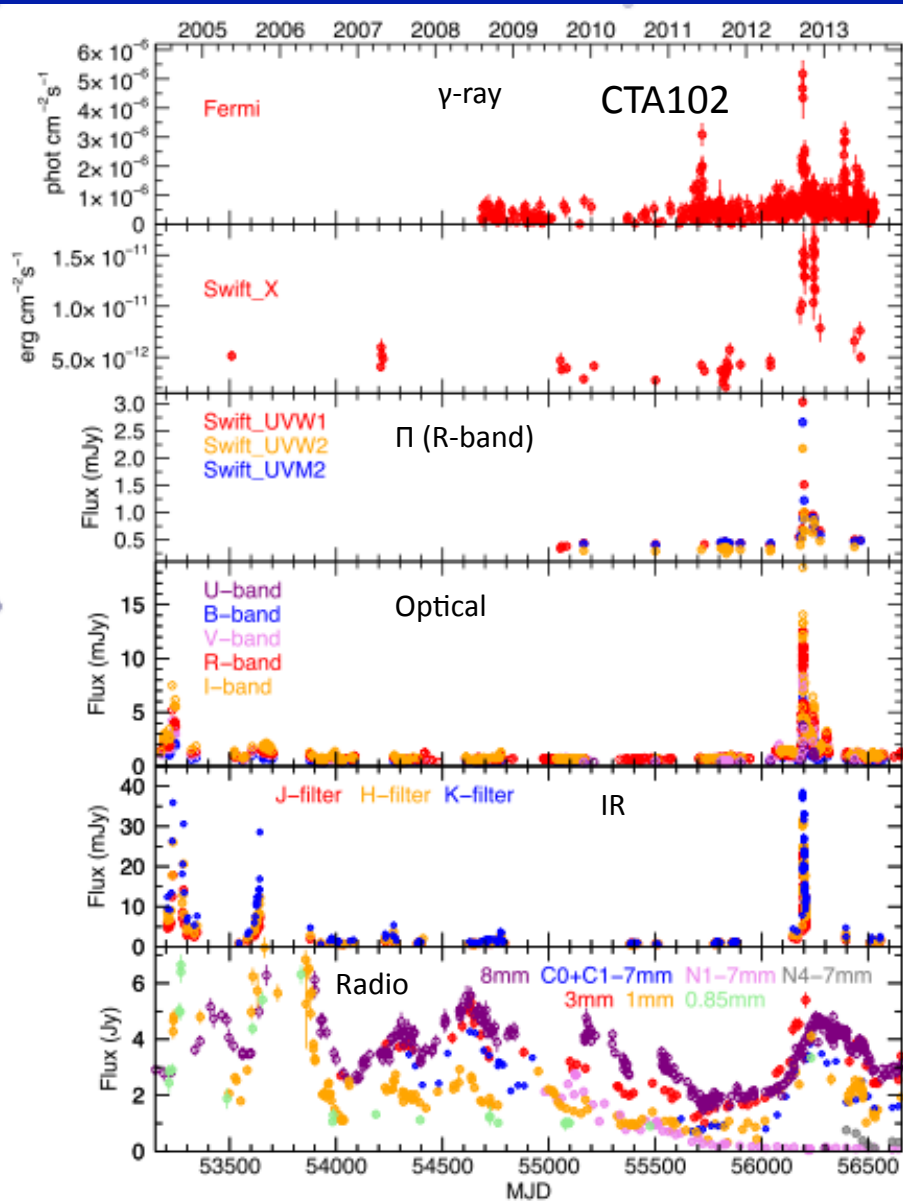 2005 2006 2007 2008 2009 2010 2011 2012 2013
6× 10⁻⁶
5× 10⁻⁶
4× 10⁻⁶
3× 10⁻⁶
2× 10⁻⁶
1× 10⁻⁶
0
phot cm⁻²s⁻¹
Fermi
γ-ray
CTA102
1.5× 10⁻¹¹
1.0× 10⁻¹¹
5.0× 10⁻¹²
erg cm⁻²s⁻¹
Swift_X
3.0
2.5
2.0
1.5
1.0
0.5
Flux (mJy)
Swift_UVW1
Swift_UVW2
Swift_UVM2
Π (R-band)
15
10
5
0
Flux (mJy)
U-band
B-band
V-band
R-band
I-band
Optical
40
30
20
10
0
Flux (mJy)
J-filter H-filter K-filter
IR
6
4
2
0
Flux (Jy)
Radio
8mm C0+C1-7mm N1-7mm N4-7mm
3mm 1mm 0.85mm
53500 54000 54500 55000 55500 56000 56500
MJD